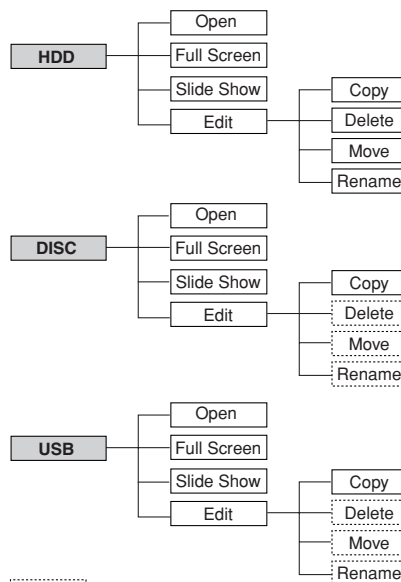 HDD
Open
Full Screen
Slide Show
Edit
Copy
Delete
Move
Rename
DISC
Open
Full Screen
Slide Show
Edit
Copy
Delete
Move
Rename
USB
Open
Full Screen
Slide Show
Edit
Copy
Delete
Move
Rename